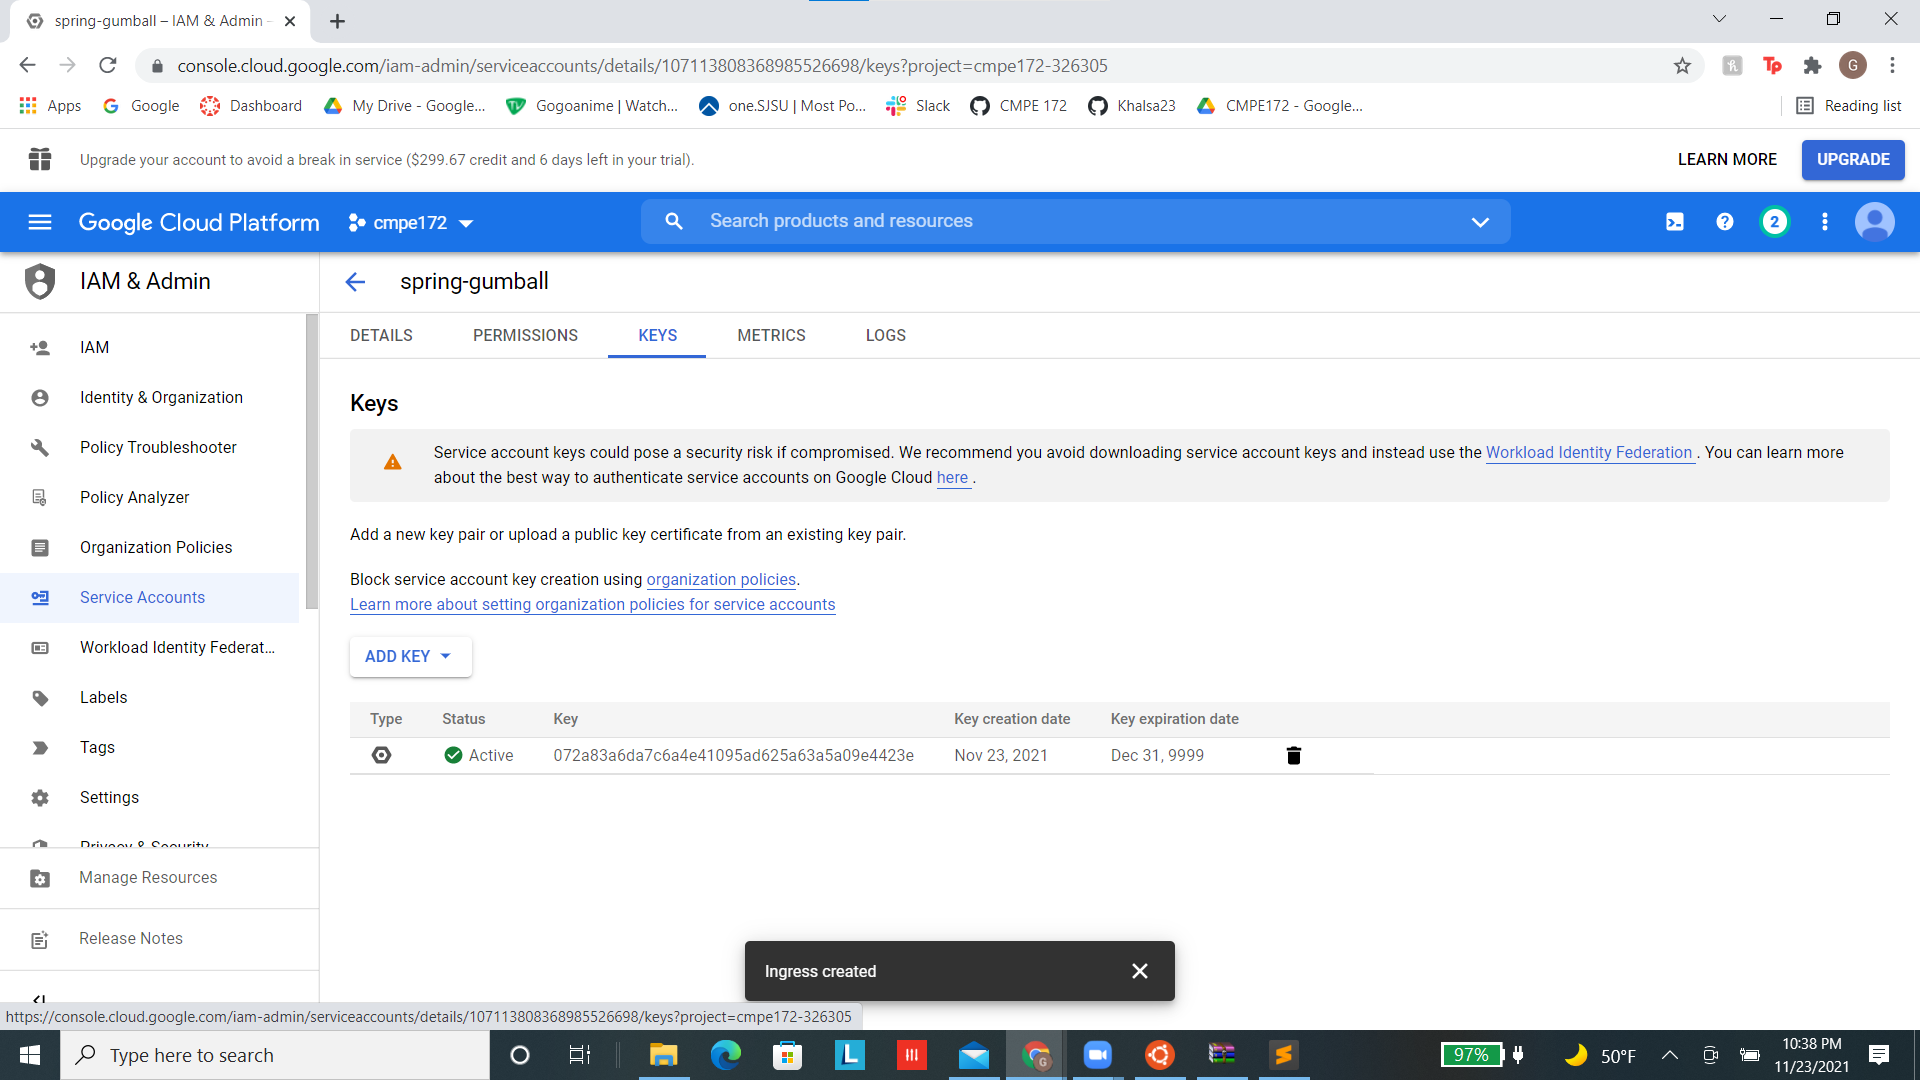 spring-gumball – IAM & Admin –
console.cloud.google.com/iam-admin/serviceaccounts/details/107113808368985526698/keys?project=cmpe172-326305
G
Apps Google Dashboard My Drive - Google... Gogoanime | Watch... one.SJSU | Most Po... Slack CMPE 172 Khalsa23 CMPE172 - Google... Reading list
Upgrade your account to avoid a break in service ($299.67 credit and 6 days left in your trial).
LEARN MORE UPGRADE
Google Cloud Platform cmpe172 Search products and resources 2
IAM & Admin
spring-gumball
DETAILS PERMISSIONS KEYS METRICS LOGS
IAM
Identity & Organization
Policy Troubleshooter
Policy Analyzer
Organization Policies
Service Accounts
Workload Identity Federat...
Labels
Tags
Settings
Privacy & Security
Manage Resources
Release Notes
Keys
Service account keys could pose a security risk if compromised. We recommend you avoid downloading service account keys and instead use the Workload Identity Federation . You can learn more
about the best way to authenticate service accounts on Google Cloud here .
Add a new key pair or upload a public key certificate from an existing key pair.
Block service account key creation using organization policies.
Learn more about setting organization policies for service accounts
ADD KEY
Type Status Key Key creation date Key expiration date
Active 072a83a6da7c6a4e41095ad625a63a5a09e4423e Nov 23, 2021 Dec 31, 9999
Ingress created
https://console.cloud.google.com/iam-admin/serviceaccounts/details/107113808368985526698/keys?project=cmpe172-326305
Type here to search
97%
50°F
10:38 PM
11/23/2021